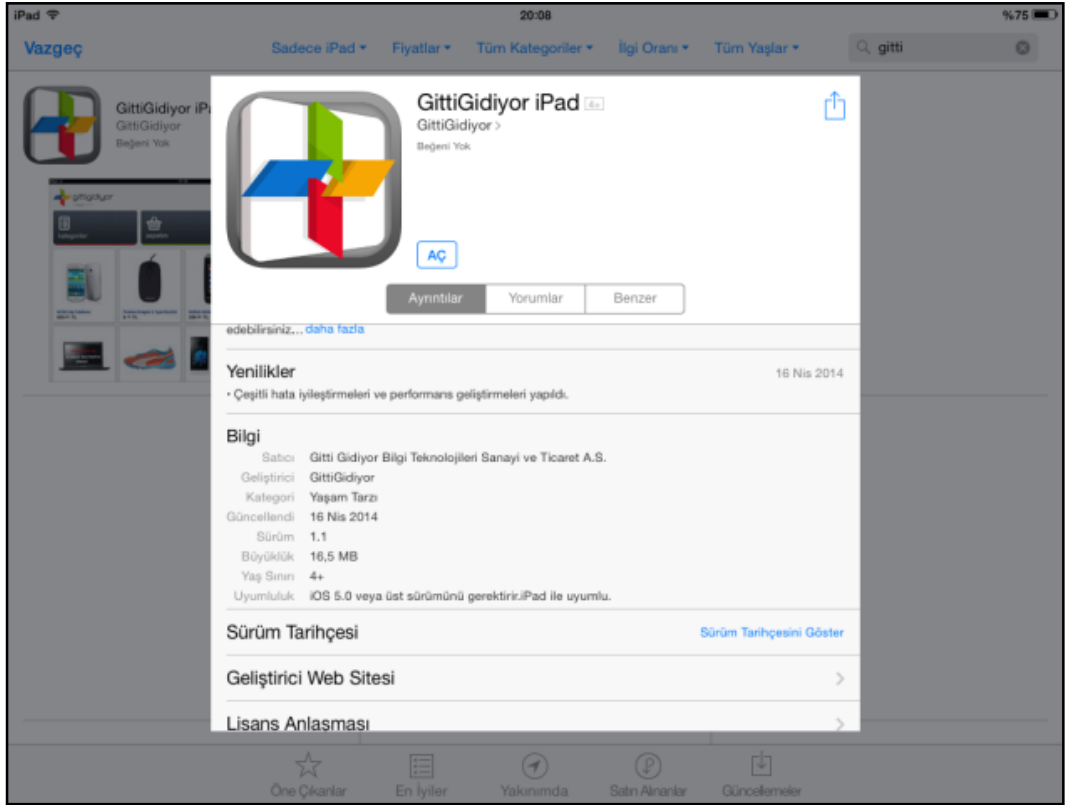 iPad 20:08 %75
Vazgeç Sadece iPad Fiyatlar Tüm Kategoriler İlgi Oranı Tüm Yaşlar gitti
GittiGidiyor iPa
GittiGidiyor
Beğeni Yok
gittigidiyor
kategoriler
GittiGidiyor iPad 4+
GittiGidiyor >
Beğeni Yok
AÇ
Ayrıntılar Yorumlar Benzer
edebilirsiniz... daha fazla
Yenilikler 16 Nis 2014
• Çeşitli hata iyileştirmeleri ve performans geliştirmeleri yapıldı.
Bilgi
Satıcı Gitti Gidiyor Bilgi Teknolojileri Sanayi ve Ticaret A.S.
Geliştirici GittiGidiyor
Kategori Yaşam Tarzı
Güncellendi 16 Nis 2014
Sürüm 1.1
Büyüklük 16,5 MB
Yaş Sınırı 4+
Uyumluluk iOS 5.0 veya üst sürümünü gerektirir.iPad ile uyumlu.
Sürüm Tarihçesi Sürüm Tarihçesini Göster
Geliştirici Web Sitesi
Lisans Anlaşması
Öne Çıkanlar En İyiler Yakınımda Satın Alınanlar Güncellemeler